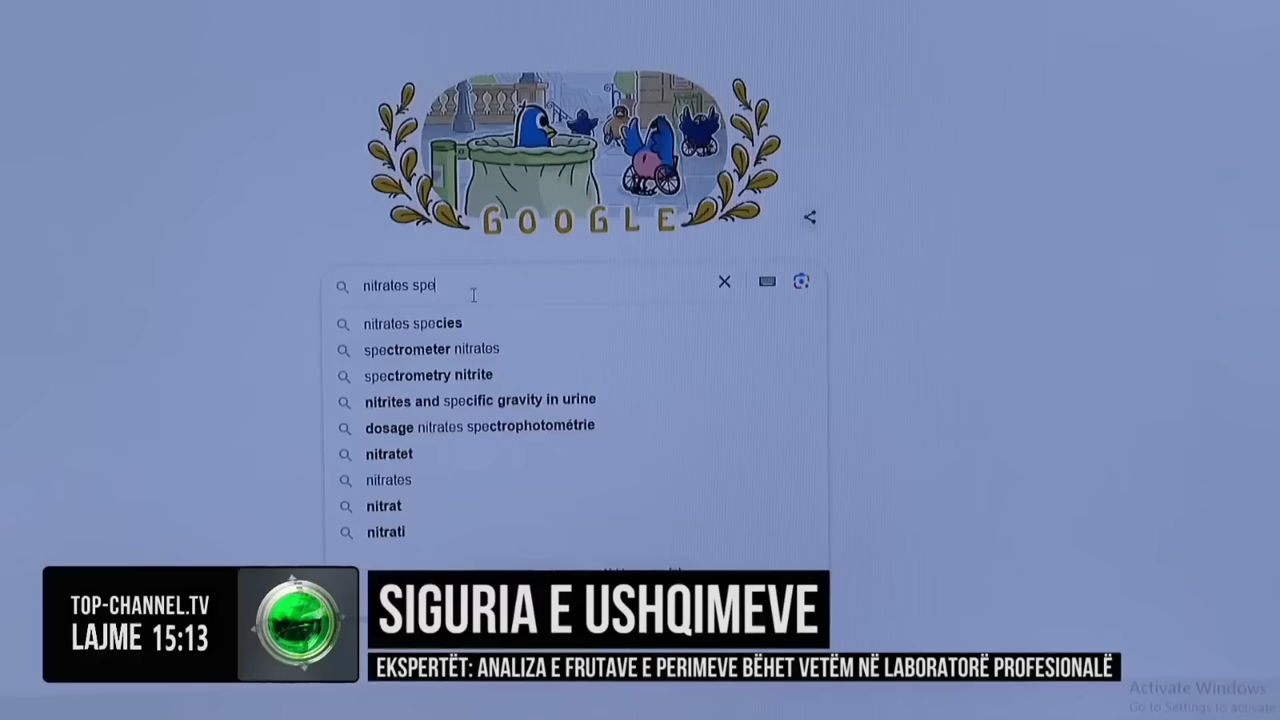 GOOGLE
nitrates spe
nitrates species
spectrometer nitrates
spectrometry nitrite
nitrites and specific gravity in urine
dosage nitrates spectrophotométrie
nitratet
nitrates
nitrat
nitrati
TOP-CHANNEL.TV
LAJME 15:13
SIGURIA E USHQIMEVE
EKSPERTËT: ANALIZA E FRUTAVE E PERIMEVE BËHET VETËM NË LABORATORË PROFESIONALË
Activate Windows
Go to Settings to activate